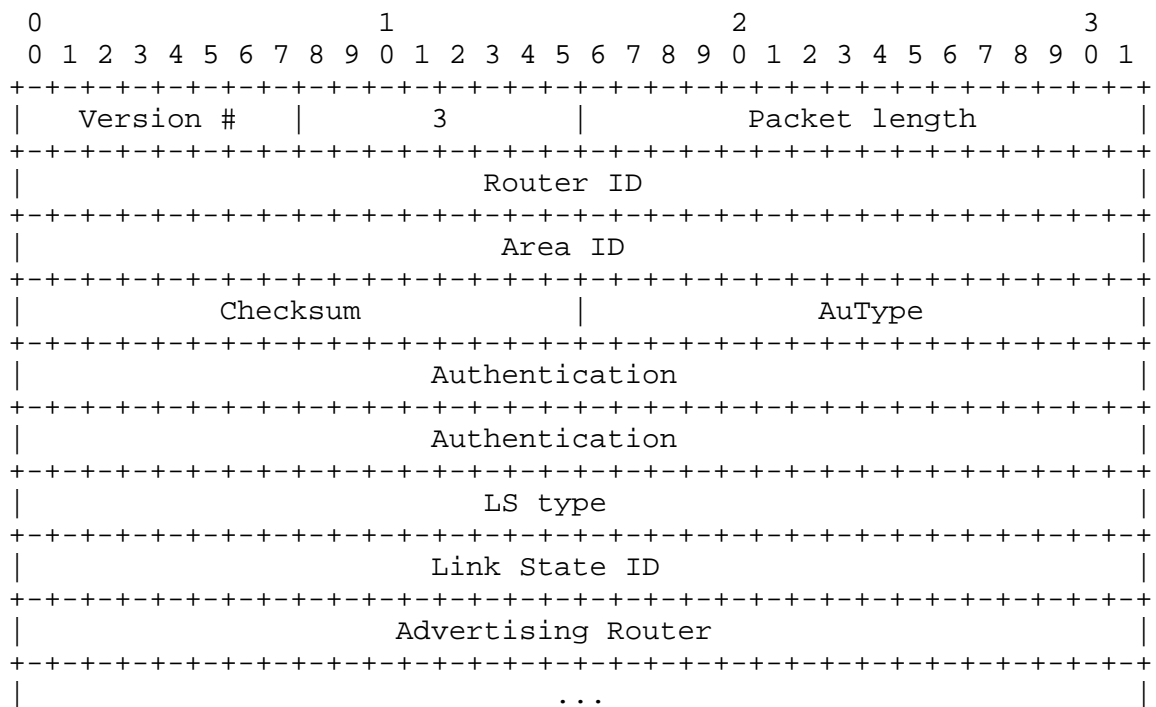 0                   1                   2                   3
 0 1 2 3 4 5 6 7 8 9 0 1 2 3 4 5 6 7 8 9 0 1 2 3 4 5 6 7 8 9 0 1
+-+-+-+-+-+-+-+-+-+-+-+-+-+-+-+-+-+-+-+-+-+-+-+-+-+-+-+-+-+-+-+-+
|   Version #   |       3       |         Packet length         |
+-+-+-+-+-+-+-+-+-+-+-+-+-+-+-+-+-+-+-+-+-+-+-+-+-+-+-+-+-+-+-+-+
|                          Router ID                            |
+-+-+-+-+-+-+-+-+-+-+-+-+-+-+-+-+-+-+-+-+-+-+-+-+-+-+-+-+-+-+-+-+
|                           Area ID                             |
+-+-+-+-+-+-+-+-+-+-+-+-+-+-+-+-+-+-+-+-+-+-+-+-+-+-+-+-+-+-+-+-+
|           Checksum            |             AuType            |
+-+-+-+-+-+-+-+-+-+-+-+-+-+-+-+-+-+-+-+-+-+-+-+-+-+-+-+-+-+-+-+-+
|                       Authentication                          |
+-+-+-+-+-+-+-+-+-+-+-+-+-+-+-+-+-+-+-+-+-+-+-+-+-+-+-+-+-+-+-+-+
|                       Authentication                          |
+-+-+-+-+-+-+-+-+-+-+-+-+-+-+-+-+-+-+-+-+-+-+-+-+-+-+-+-+-+-+-+-+
|                          LS type                              |
+-+-+-+-+-+-+-+-+-+-+-+-+-+-+-+-+-+-+-+-+-+-+-+-+-+-+-+-+-+-+-+-+
|                       Link State ID                           |
+-+-+-+-+-+-+-+-+-+-+-+-+-+-+-+-+-+-+-+-+-+-+-+-+-+-+-+-+-+-+-+-+
|                     Advertising Router                        |
+-+-+-+-+-+-+-+-+-+-+-+-+-+-+-+-+-+-+-+-+-+-+-+-+-+-+-+-+-+-+-+-+
|                              ...                              |